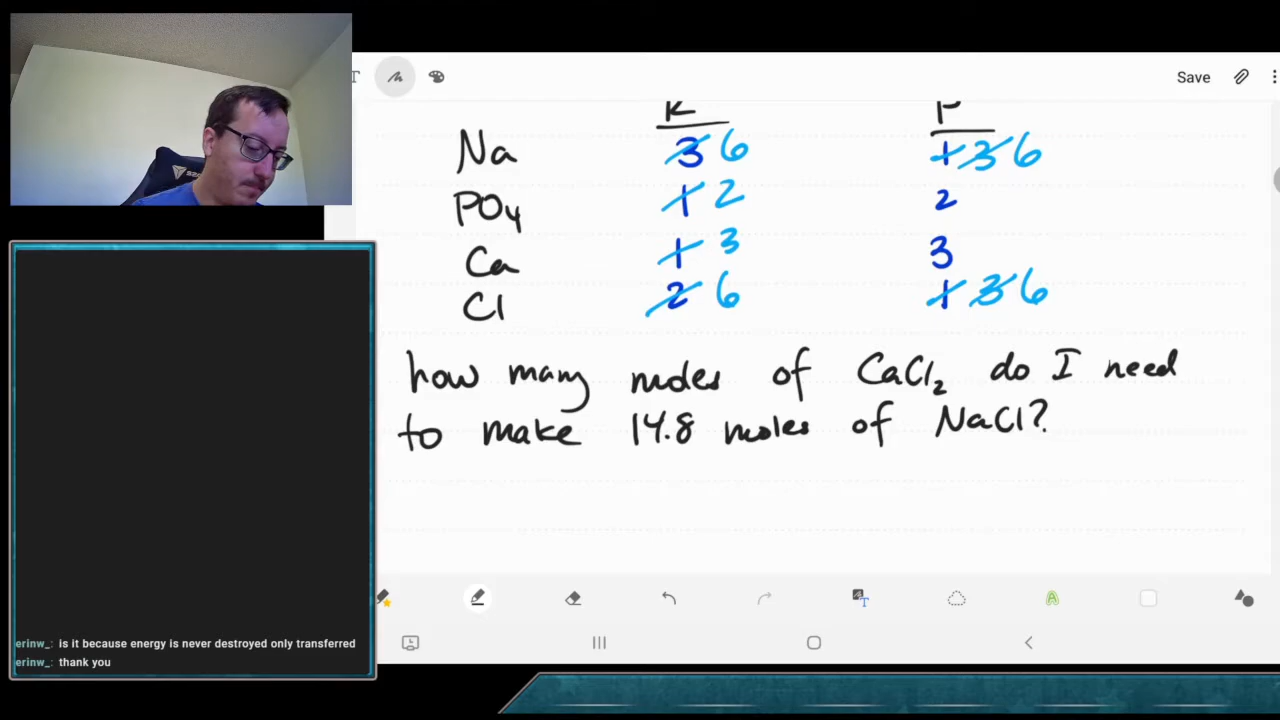 T Save
R P
Na 3 6 1 3 6
PO4 1 2 2
Ca 1 3 3
Cl 2 6 1 3 6
how many moles of CaCl2 do I need
to make 14.8 moles of NaCl?
erinw_: is it because energy is never destroyed only transferred
erinw_: thank you